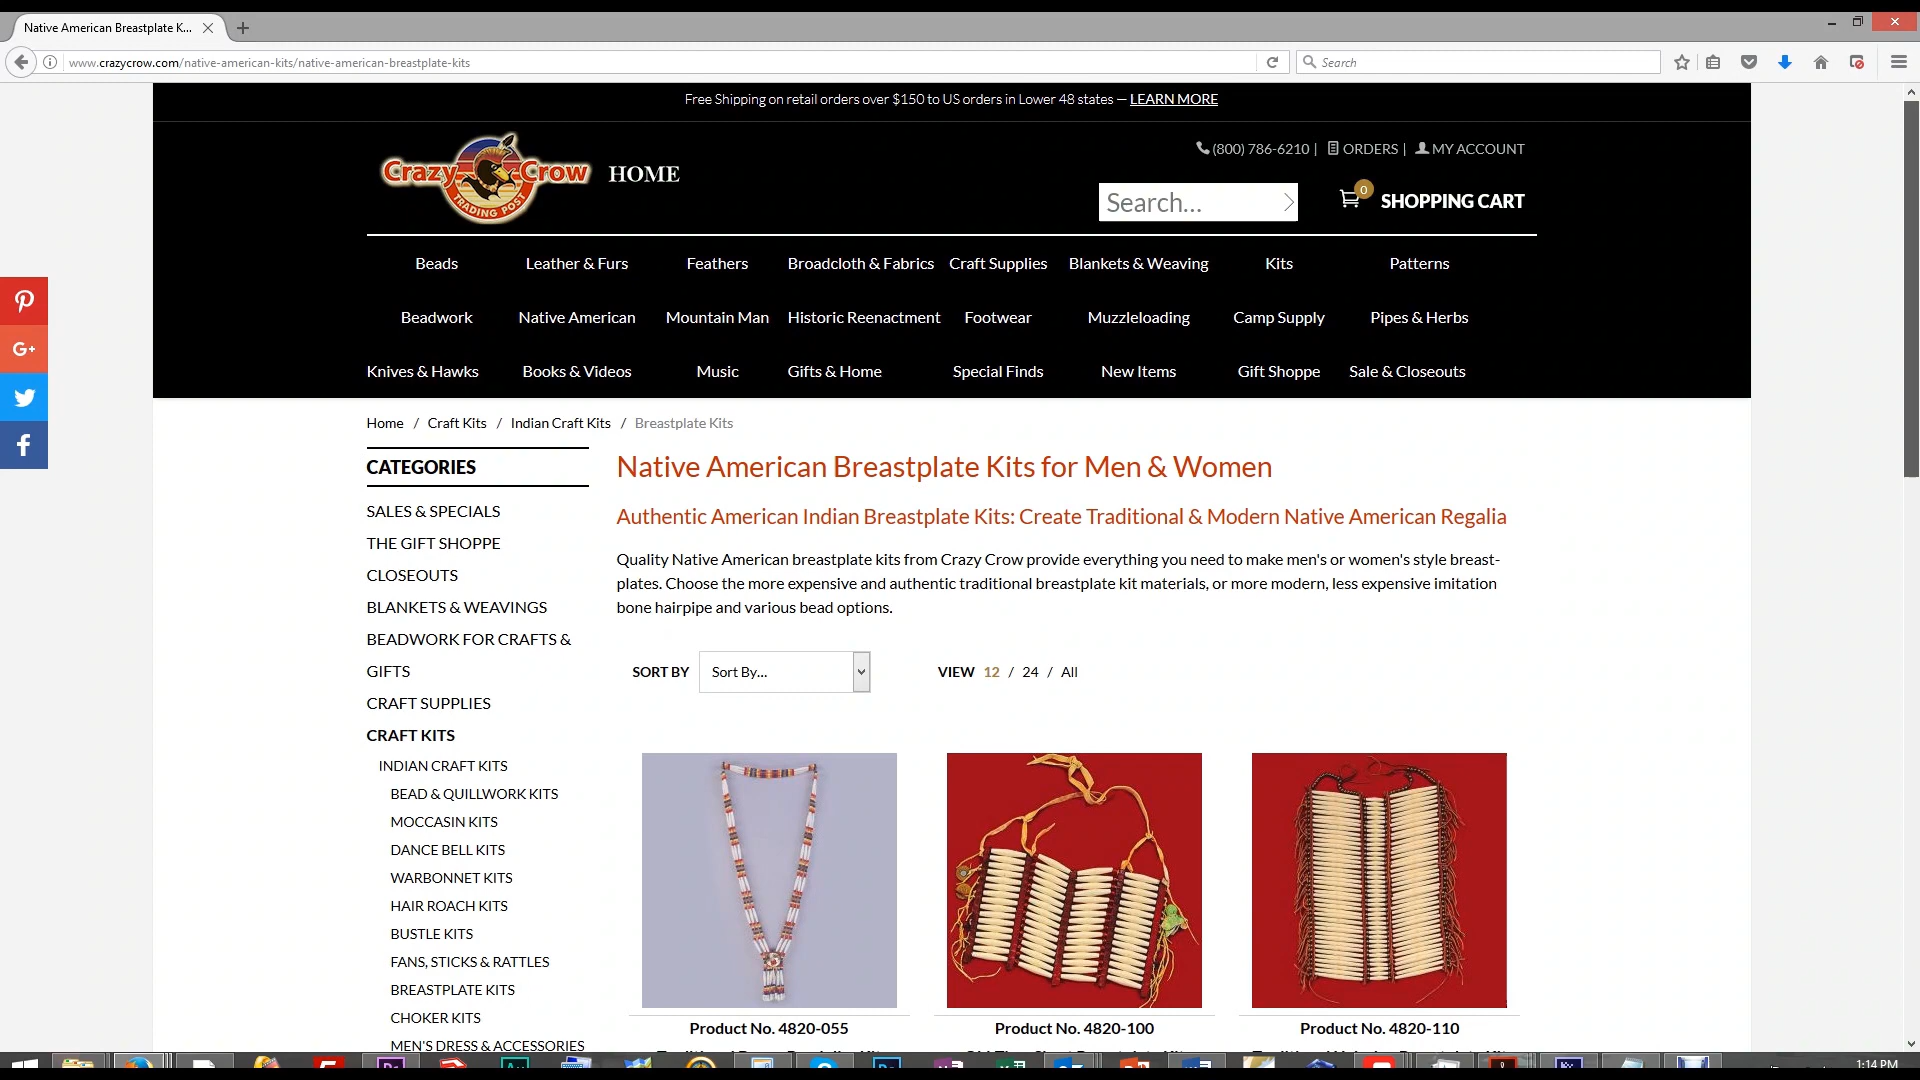 Native American Breastplate K...
www.crazycrow.com/native-american-kits/native-american-breastplate-kits
Search
Free Shipping on retail orders over $150 to US orders in Lower 48 states — LEARN MORE
Crazy Crow
TRADING POST
HOME
(800) 786-6210 | ORDERS | MY ACCOUNT
Search...
0
SHOPPING CART
Beads Leather & Furs Feathers Broadcloth & Fabrics Craft Supplies Blankets & Weaving Kits Patterns
Beadwork Native American Mountain Man Historic Reenactment Footwear Muzzleloading Camp Supply Pipes & Herbs
Knives & Hawks Books & Videos Music Gifts & Home Special Finds New Items Gift Shoppe Sale & Closeouts
G+
Home / Craft Kits / Indian Craft Kits / Breastplate Kits
CATEGORIES
SALES & SPECIALS
THE GIFT SHOPPE
CLOSEOUTS
BLANKETS & WEAVINGS
BEADWORK FOR CRAFTS &
GIFTS
CRAFT SUPPLIES
CRAFT KITS
INDIAN CRAFT KITS
BEAD & QUILLWORK KITS
MOCCASIN KITS
DANCE BELL KITS
WARBONNET KITS
HAIR ROACH KITS
BUSTLE KITS
FANS, STICKS & RATTLES
BREASTPLATE KITS
CHOKER KITS
MEN'S DRESS & ACCESSORIES
Native American Breastplate Kits for Men & Women
Authentic American Indian Breastplate Kits: Create Traditional & Modern Native American Regalia
Quality Native American breastplate kits from Crazy Crow provide everything you need to make men's or women's style breast-
plates. Choose the more expensive and authentic traditional breastplate kit materials, or more modern, less expensive imitation
bone hairpipe and various bead options.
SORT BY Sort By... VIEW 12 / 24 / All
Product No. 4820-055
Product No. 4820-100
Product No. 4820-110
1:14 PM